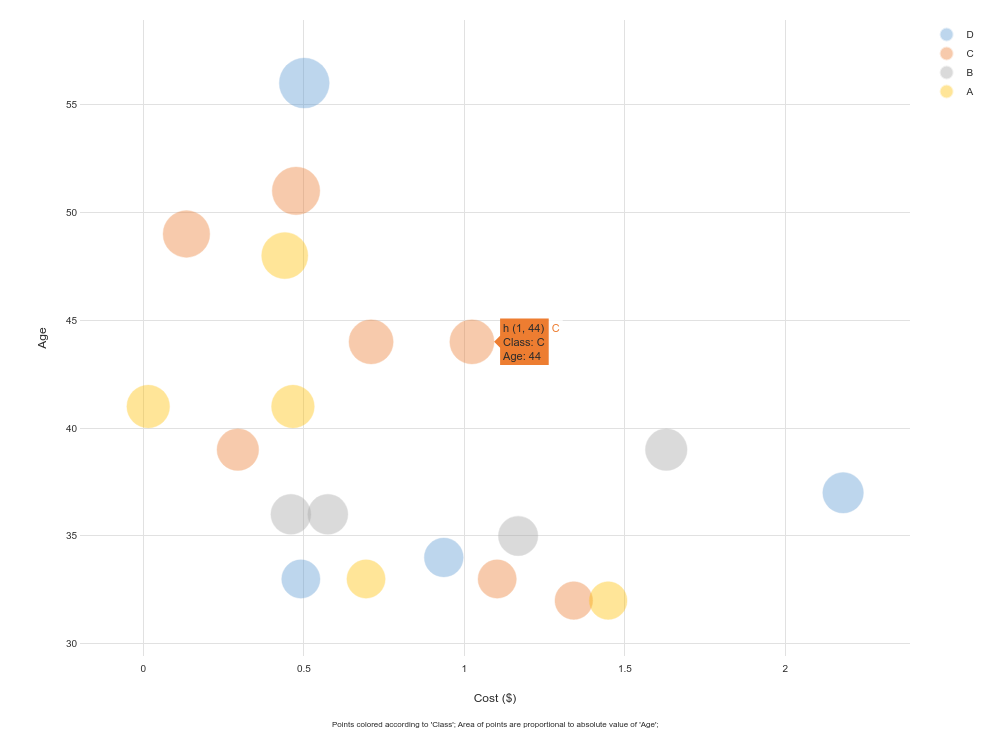 D
C
B
A
55
50
45
40
35
30
Age
h (1, 44) C
Class: C
Age: 44
0 0.5 1 1.5 2
Cost ($)
Points colored according to 'Class'; Area of points are proportional to absolute value of 'Age';